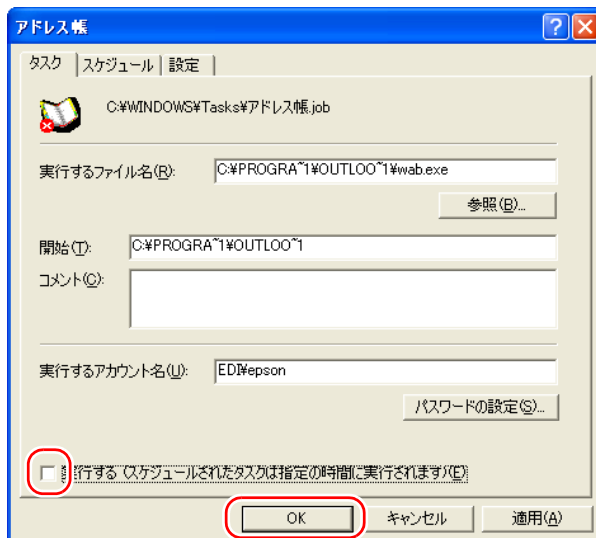 アドレス帳
タスク スケジュール 設定
C:¥WINDOWS¥Tasks¥アドレス帳.job
実行するファイル名(R): C:¥PROGRA~1¥OUTLOO~1¥wab.exe
参照(B)...
開始(T): C:¥PROGRA~1¥OUTLOO~1
コメント(C):
実行するアカウント名(U): EDI¥epson
パスワードの設定(S)...
実行する (スケジュールされたタスクは指定の時間に実行されます)(E)
OK キャンセル 適用(A)